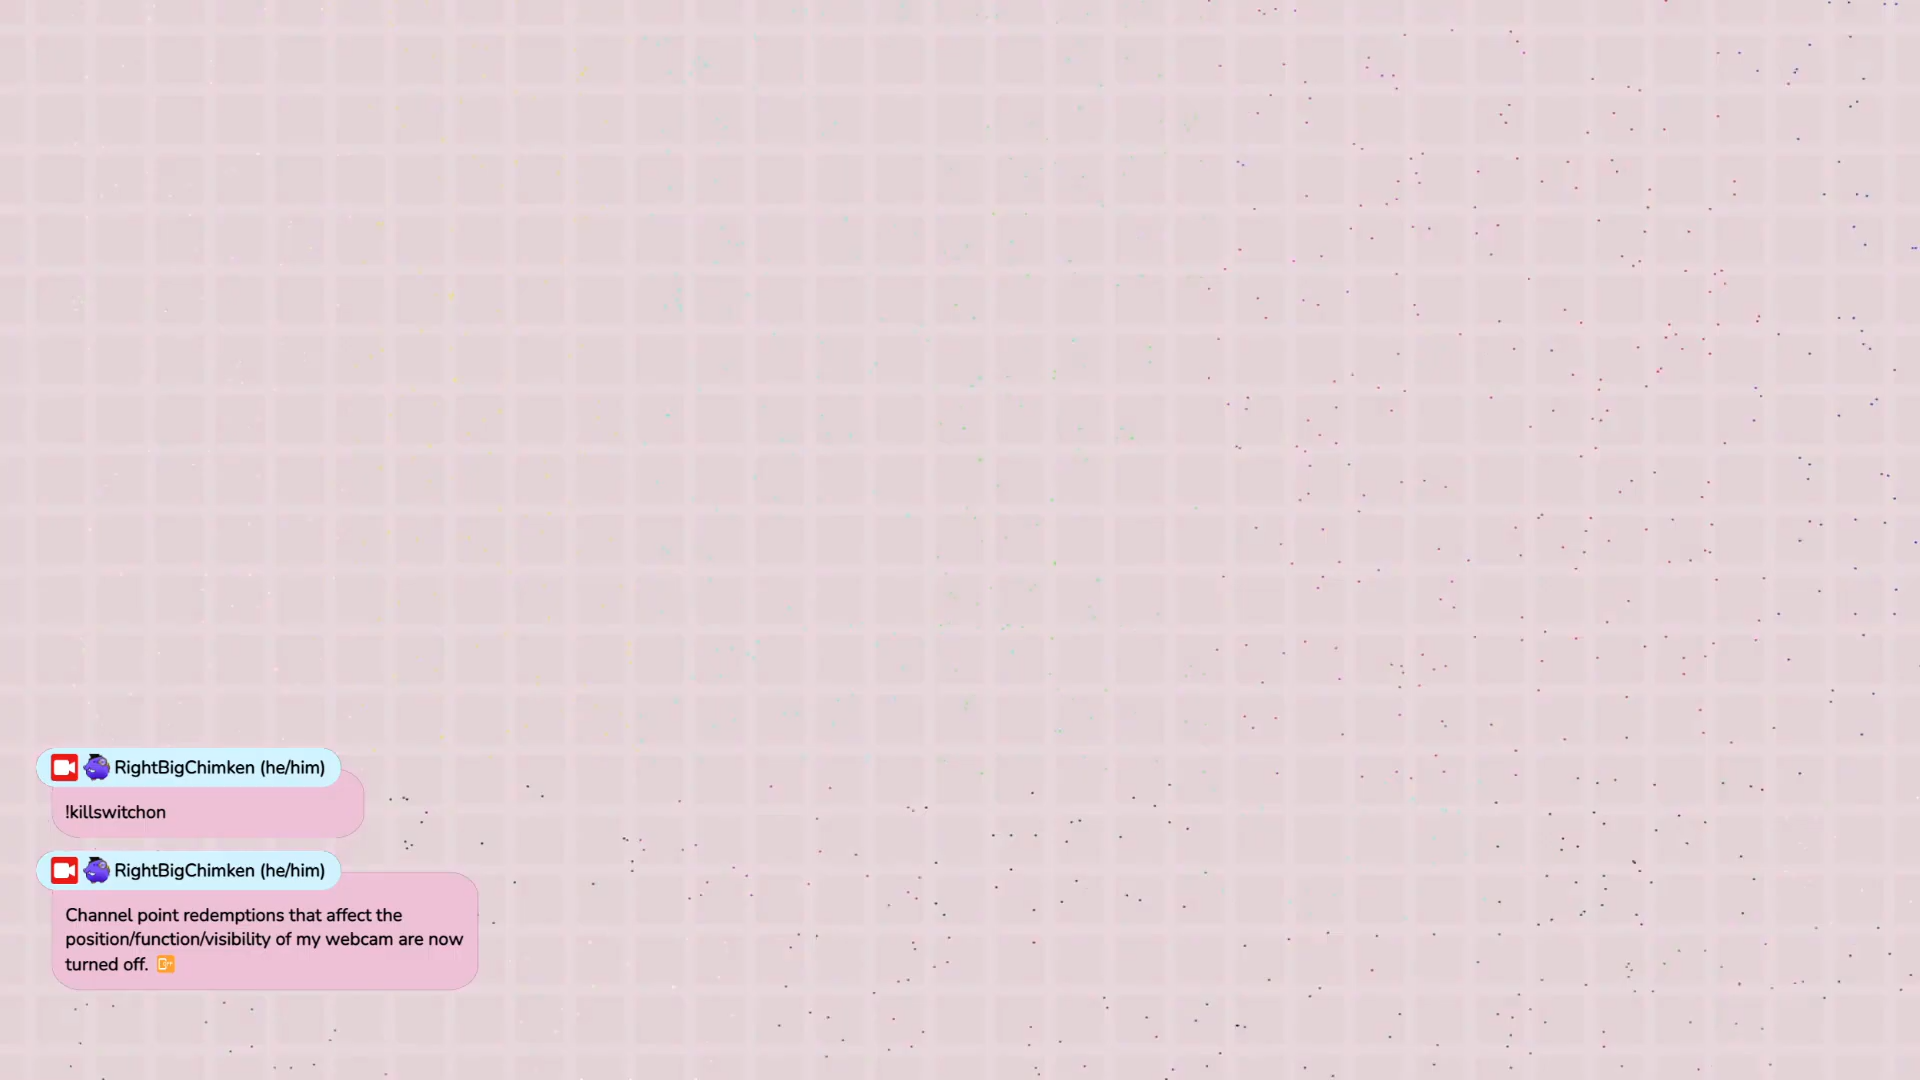 RightBigChimken (he/him)
!killswitchon
RightBigChimken (he/him)
Channel point redemptions that affect the
position/function/visibility of my webcam are now
turned off.